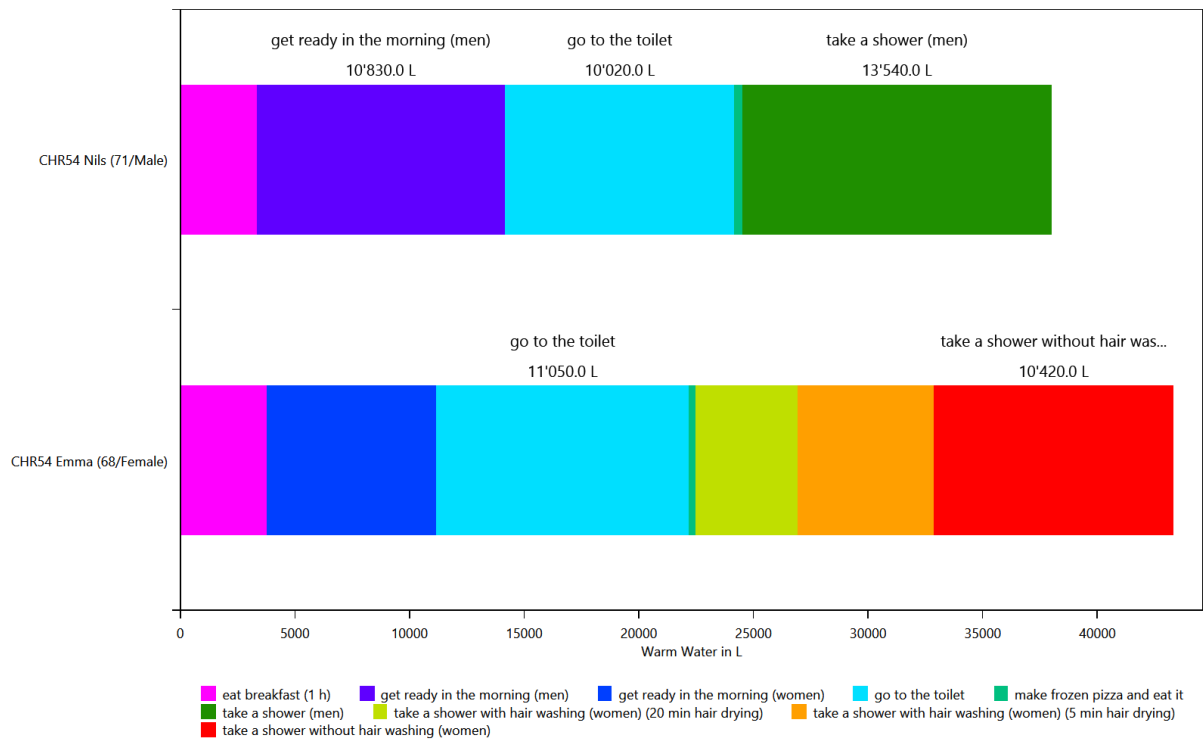 get ready in the morning (men) go to the toilet take a shower (men)
10'830.0 L 10'020.0 L 13'540.0 L
CHR54 Nils (71/Male)
go to the toilet take a shower without hair was...
11'050.0 L 10'420.0 L
CHR54 Emma (68/Female)
0 5000 10000 15000 20000 25000 30000 35000 40000
Warm Water in L
eat breakfast (1 h) get ready in the morning (men) get ready in the morning (women) go to the toilet make frozen pizza and eat it
take a shower (men) take a shower with hair washing (women) (20 min hair drying) take a shower with hair washing (women) (5 min hair drying)
take a shower without hair washing (women)